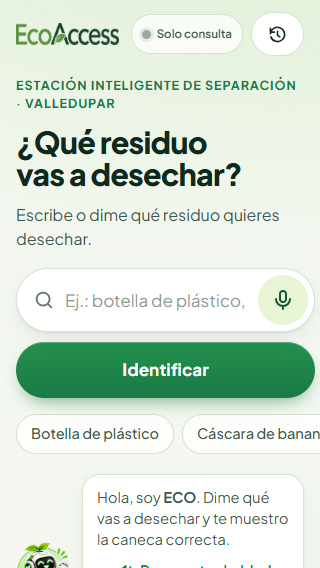 EcoAccess
Solo consulta
ESTACIÓN INTELIGENTE DE SEPARACIÓN
· VALLEDUPAR
¿Qué residuo
vas a desechar?
Escribe o dime qué residuo quieres
desechar.
Ej.: botella de plástico,
Identificar
Botella de plástico
Cáscara de banan
Hola, soy ECO. Dime qué
vas a desechar y te muestro
la caneca correcta.